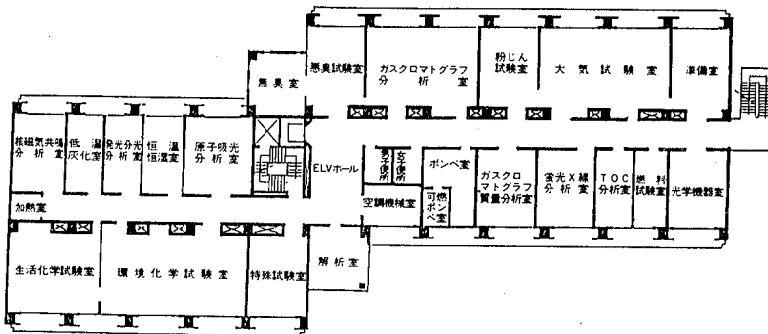 悪臭試験室
ガスクロマトグラフ
分析室
粉じん
試験室
大気試験室
準備室
無臭室
核磁気共鳴
分析室
低温
灰化室
発光分光
分析室
恒温
恒湿室
原子吸光
分析室
ELVホール
男子便所
女子便所
ボンベ室
ガスクロ
マトグラフ
質量分析室
蛍光X線
分析室
TOC
分析室
燃料
試験室
光学機器室
加熱室
空調機械室
可燃
ボン
ベ室
生活化学試験室
環境化学試験室
特殊試験室
解析室